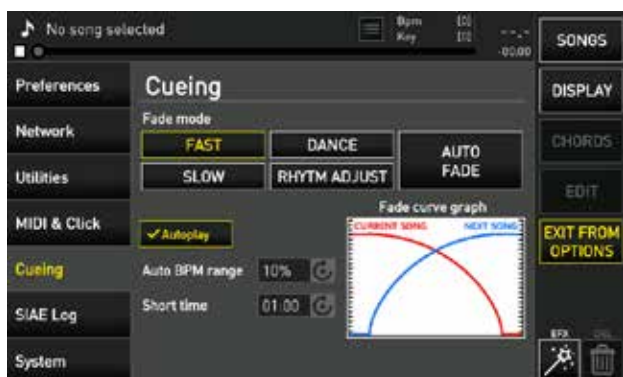 No song selected
Bpm [0]
Key [0]
--.-
-00:00
SONGS
DISPLAY
CHORDS
EDIT
EXIT FROM OPTIONS
EFX DEL
Preferences
Network
Utilities
MIDI & Click
Cueing
SIAE Log
System
Cueing
Fade mode
FAST
DANCE
AUTO FADE
SLOW
RHYTM ADJUST
Fade curve graph
CURRENT SONG
NEXT SONG
Autoplay
Auto BPM range 10%
Short time 01:00